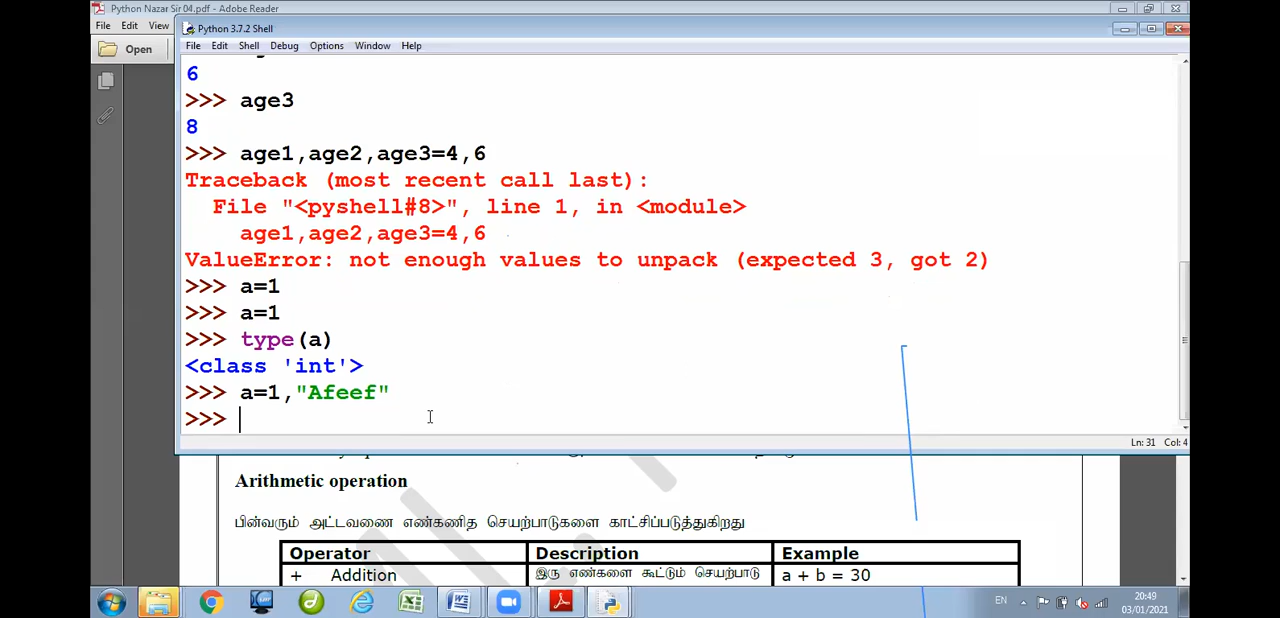 Python Nazar Sir 04.pdf - Adobe Reader
File Edit View
Open
Python 3.7.2 Shell
File Edit Shell Debug Options Window Help
6
>>> age3
8
>>> age1,age2,age3=4,6
Traceback (most recent call last):
File "<pyshell#8>", line 1, in <module>
age1,age2,age3=4,6
ValueError: not enough values to unpack (expected 3, got 2)
>>> a=1
>>> a=1
>>> type(a)
<class 'int'>
>>> a=1,"Afeef"
>>>
Ln: 31 Col: 4
Arithmetic operation
பின்வரும் அட்டவணை எண்கணித செயற்பாடுகளை காட்சிப்படுத்துகிறது
Operator Description Example
+ Addition இரு எண்களை கூட்டும் செயற்பாடு a + b = 30
EN
20:49
03/01/2021